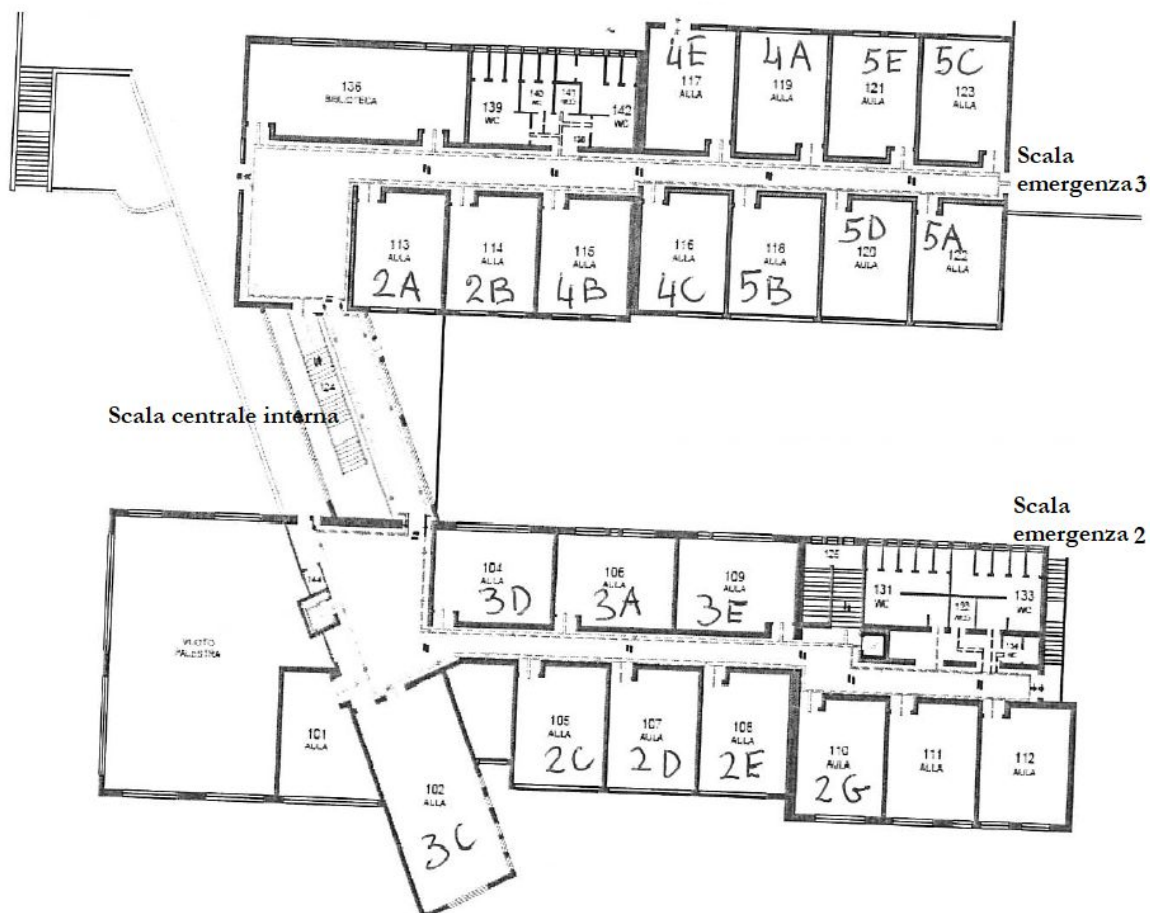 4E
4A
5E
5C
136
BIBLIOTECA
139
WC
140
WC
141
142
WC
117
AULA
119
AULA
121
AULA
123
AULA
Scala
emergenza 3
113
AULA
2A
114
AULA
2B
115
AULA
4B
116
AULA
4C
118
AULA
5B
5D
120
AULA
5A
122
AULA
124
Scala centrale interna
Scala
emergenza 2
104
AULA
3D
106
AULA
3A
109
AULA
3E
131
WC
133
WC
VUOTO
PALESTRA
101
AULA
102
AULA
3C
105
AULA
2C
107
AULA
2D
108
AULA
2E
110
AULA
2G
111
AULA
112
AULA